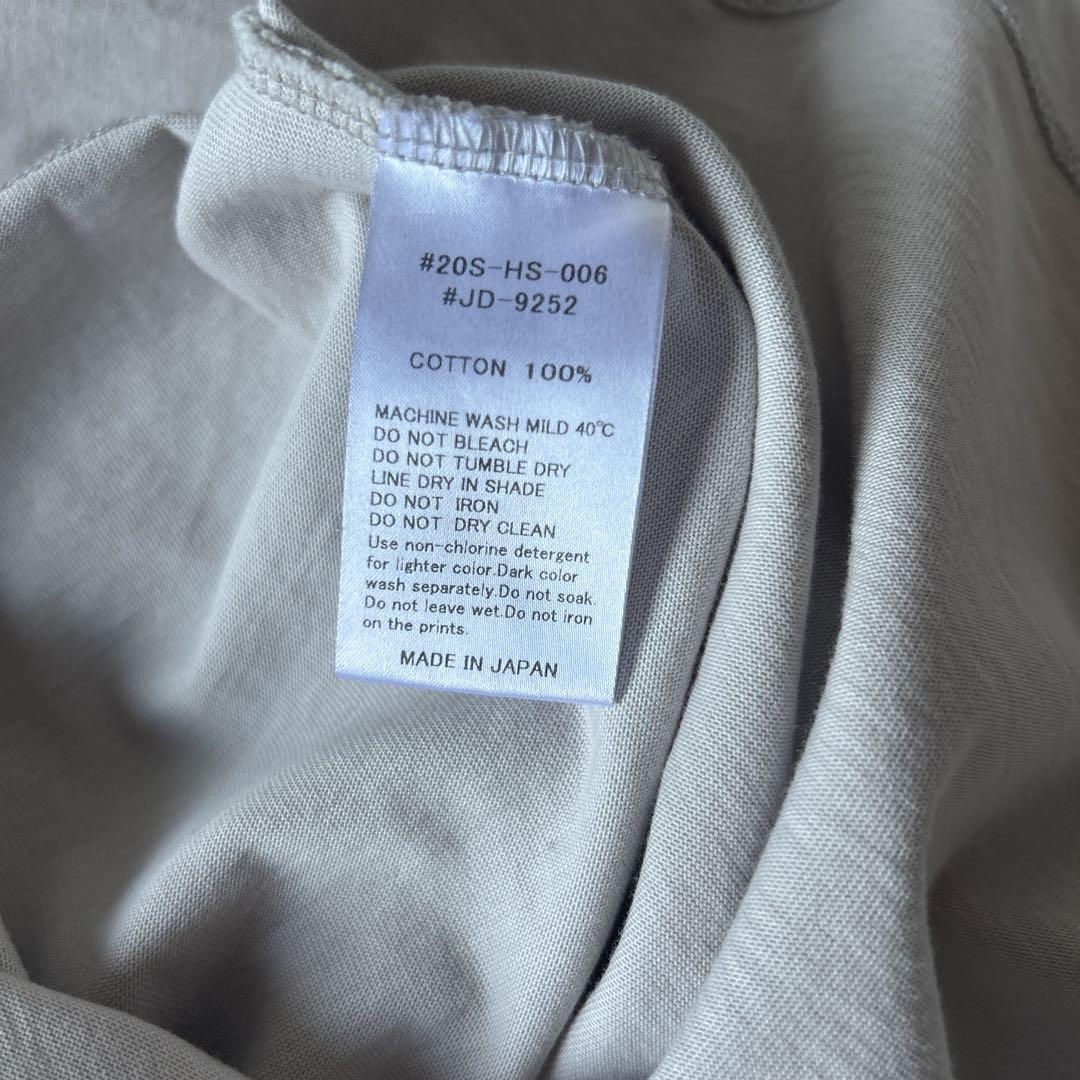 #20S-HS-006
#JD-9252
COTTON 100%
MACHINE WASH MILD 40℃
DO NOT BLEACH
DO NOT TUMBLE DRY
LINE DRY IN SHADE
DO NOT IRON
DO NOT DRY CLEAN
Use non-chlorine detergent
for lighter color.Dark color
wash separately.Do not soak.
Do not leave wet.Do not iron
on the prints.
MADE IN JAPAN